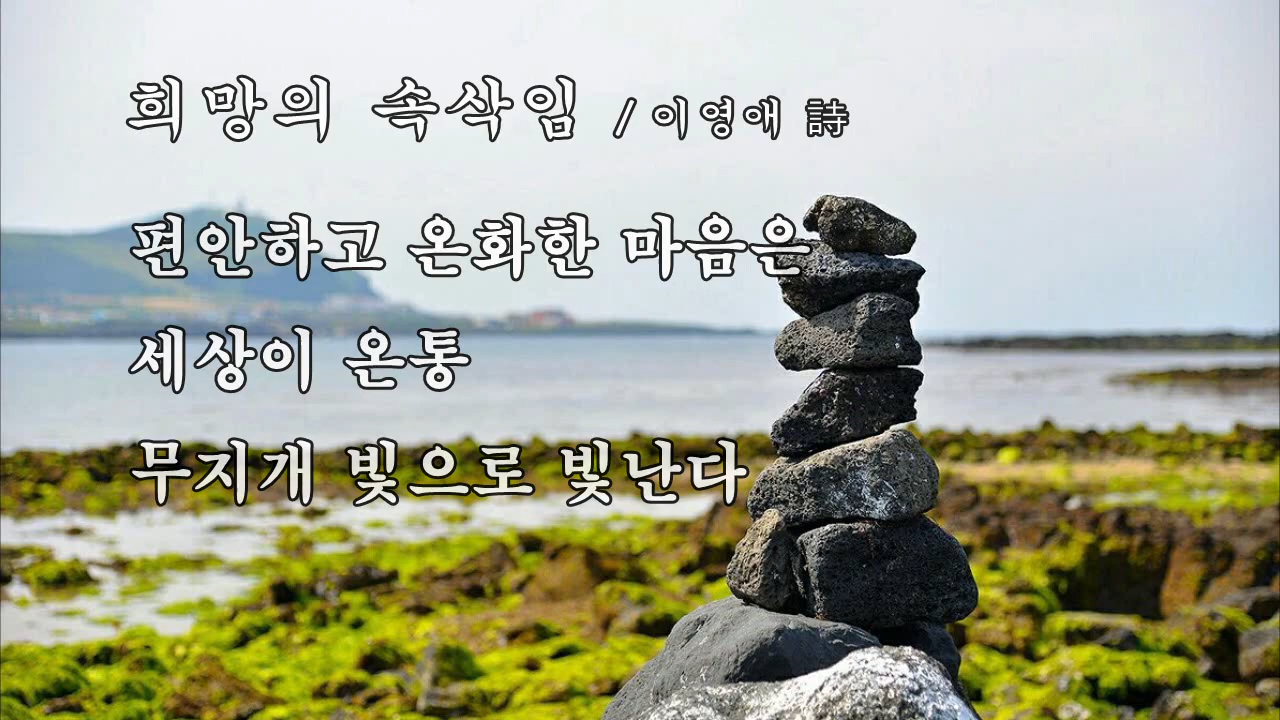 희망의 속삭임 / 이영애 詩
편안하고 온화한 마음은
세상이 온통
무지개 빛으로 빛난다